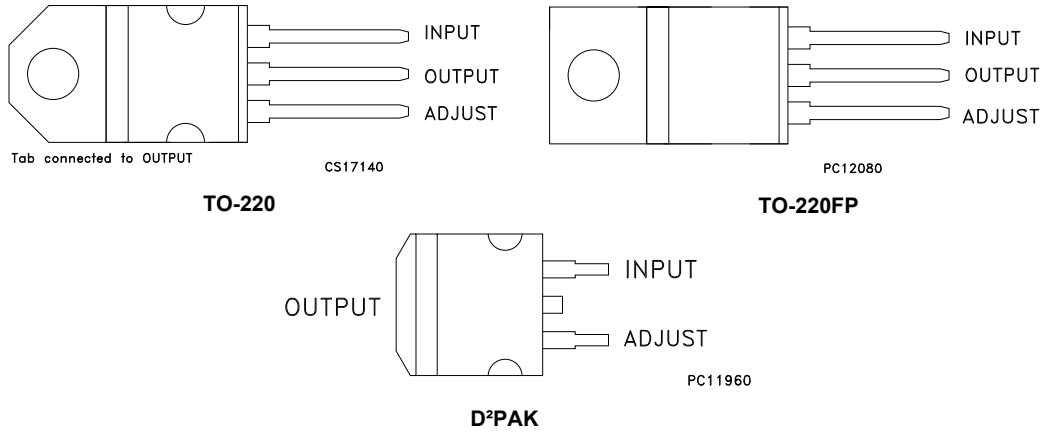 INPUT
OUTPUT
ADJUST
Tab connected to OUTPUT
CS17140
TO-220
INPUT
OUTPUT
ADJUST
PC12080
TO-220FP
OUTPUT
INPUT
ADJUST
PC11960
D²PAK